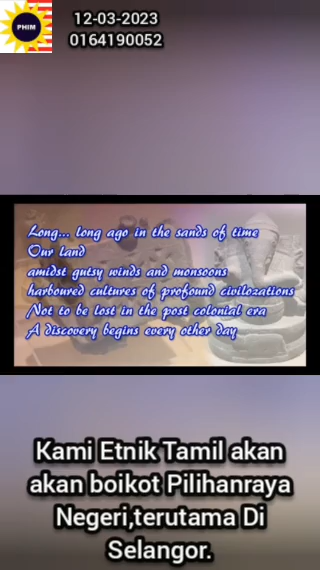 PHIM
12-03-2023
0164190052
Long... long ago in the sands of time
Our land
amidst gutsy winds and monsoons
harboured cultures of profound civilozations
Not to be lost in the post colonial era
A discovery begins every other day
Kami Etnik Tamil akan
akan boikot Pilihanraya
Negeri,terutama Di
Selangor.